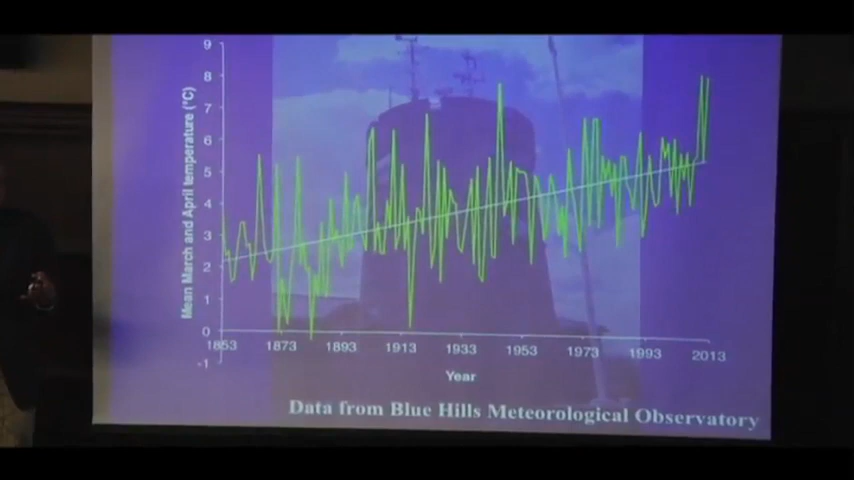 9
8
7
6
5
4
3
2
1
0
-1
Mean March and April temperature (°C)
1853 1873 1893 1913 1933 1953 1973 1993 2013
Year
Data from Blue Hills Meteorological Observatory